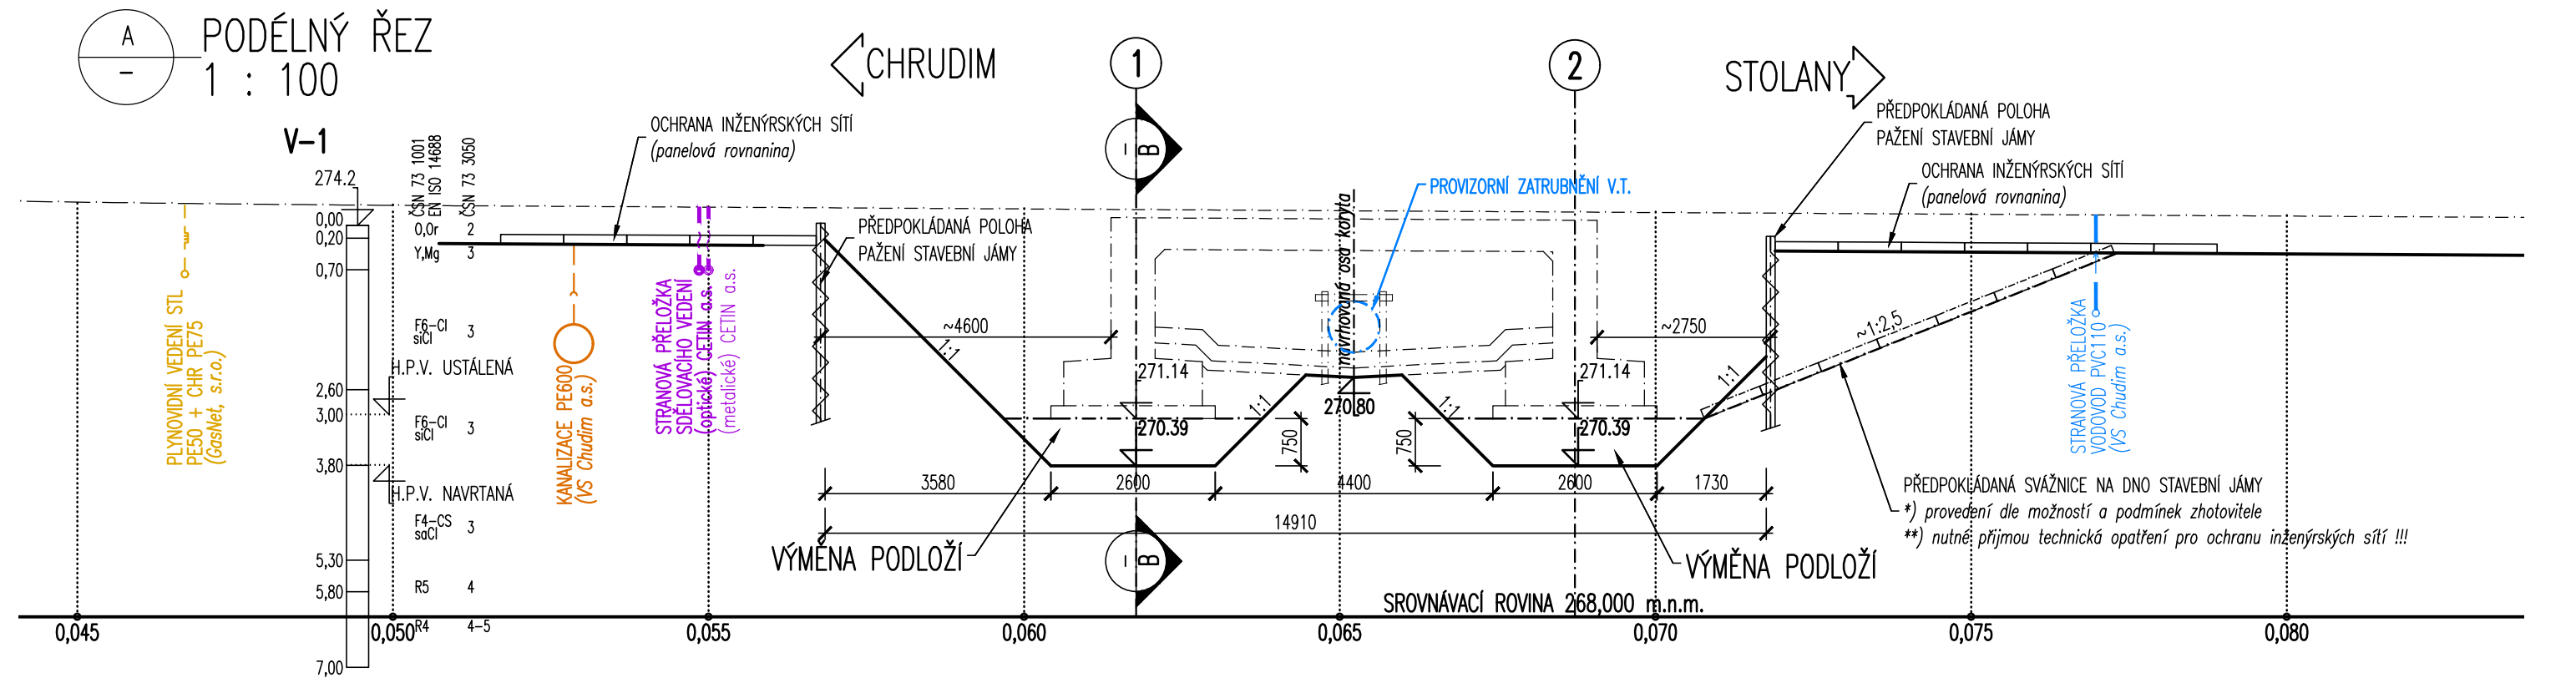 A
-
PODÉLNÝ ŘEZ
1 : 100
CHRUDIM
1
2
STOLANY
V-1
274.2
ČSN 73 1001
EN ISO 14688
ČSN 73 3050
0,00
0,20
0,70
2,60
3,00
3,80
5,30
5,80
7,00
O,Or 2
Y,Mg 3
F6-CI
siCl 3
H.P.V. USTÁLENÁ
F6-CI
siCl 3
H.P.V. NAVRTANÁ
F4-CS
saCl 3
R5 4
R4 4-5
PLYNOVIDNÍ VEDENÍ STL
PE50 + CHR PE75
(GasNet, s.r.o.)
KANALIZACE PE600
(VS Chudim a.s.)
STRANOVÁ PŘELOŽKA
SDĚLOVACÍHO VEDENÍ
(optické) CETIN a.s.
(metalické) CETIN a.s.
OCHRANA INŽENÝRSKÝCH SÍTÍ
(panelová rovnanina)
PŘEDPOKLÁDANÁ POLOHA
PAŽENÍ STAVEBNÍ JÁMY
B
PROVIZORNÍ ZATRUBNĚNÍ V.T.
navrhovaná osa koryta
PŘEDPOKLÁDANÁ POLOHA
PAŽENÍ STAVEBNÍ JÁMY
OCHRANA INŽENÝRSKÝCH SÍTÍ
(panelová rovnanina)
~4600
~2750
1:1
1:1
1:1
1:1
~1:2,5
271.14
271.14
270.80
270.39
270.39
750
750
3580
2600
4400
2600
1730
14910
VÝMĚNA PODLOŽÍ
VÝMĚNA PODLOŽÍ
B
STRANOVÁ PŘELOŽKA
VODOVOD PVC110
(VS Chudim a.s.)
PŘEDPOKLÁDANÁ SVÁŽNICE NA DNO STAVEBNÍ JÁMY
*) provedení dle možností a podmínek zhotovitele
**) nutné přijmou technická opatření pro ochranu inženýrských sítí !!!
SROVNÁVACÍ ROVINA 268,000 m.n.m.
0,045
0,050
0,055
0,060
0,065
0,070
0,075
0,080